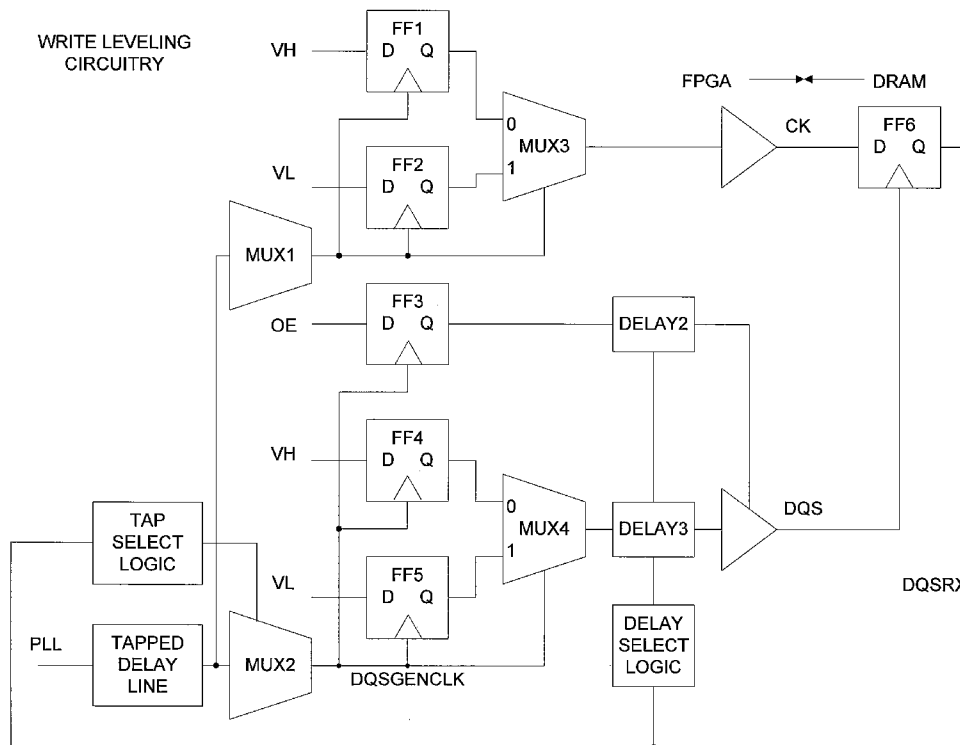 WRITE LEVELING
CIRCUITRY
VH
FF1
D Q
FPGA
DRAM
0
MUX3
1
CK
FF6
D Q
VL
FF2
D Q
MUX1
OE
FF3
D Q
DELAY2
VH
FF4
D Q
0
MUX4
1
DELAY3
DQS
TAP
SELECT
LOGIC
VL
FF5
D Q
DQSRX
PLL
TAPPED
DELAY
LINE
MUX2
DQSGENCLK
DELAY
SELECT
LOGIC